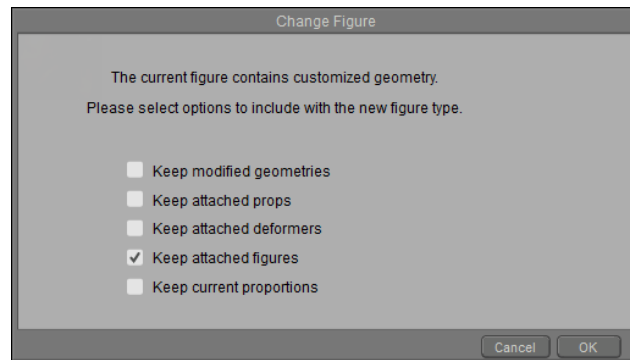 Change Figure
The current figure contains customized geometry.
Please select options to include with the new figure type.
Keep modified geometries
Keep attached props
Keep attached deformers
Keep attached figures
Keep current proportions
Cancel OK